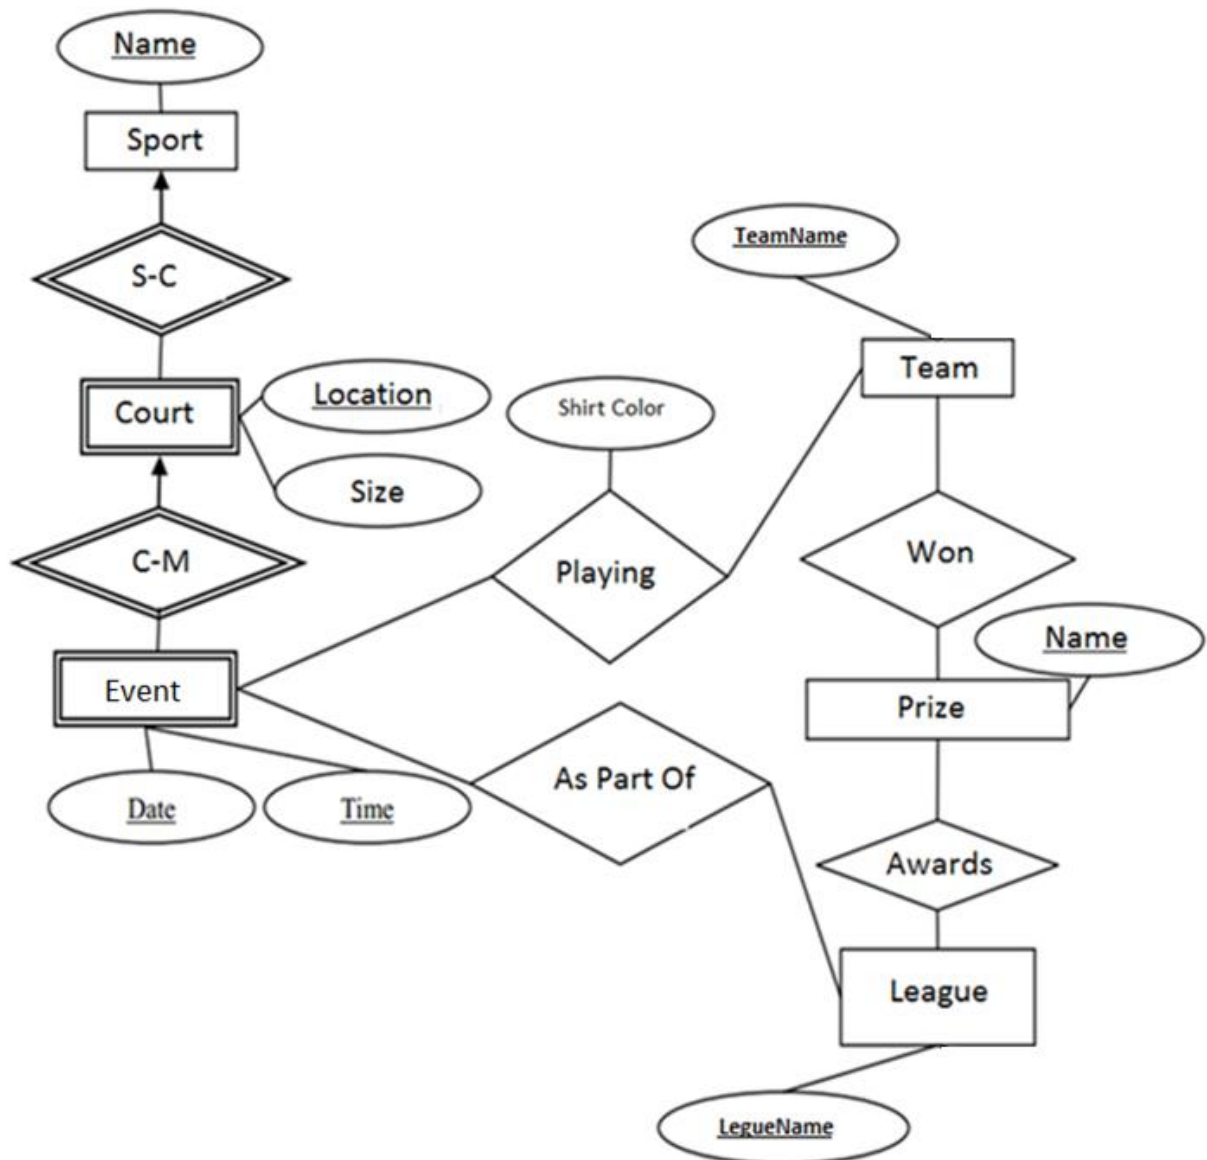 Name
Sport
S-C
TeamName
Team
Location
Court
Shirt Color
Size
Won
C-M
Playing
Name
Event
Prize
As Part Of
Date
Time
Awards
League
LegueName